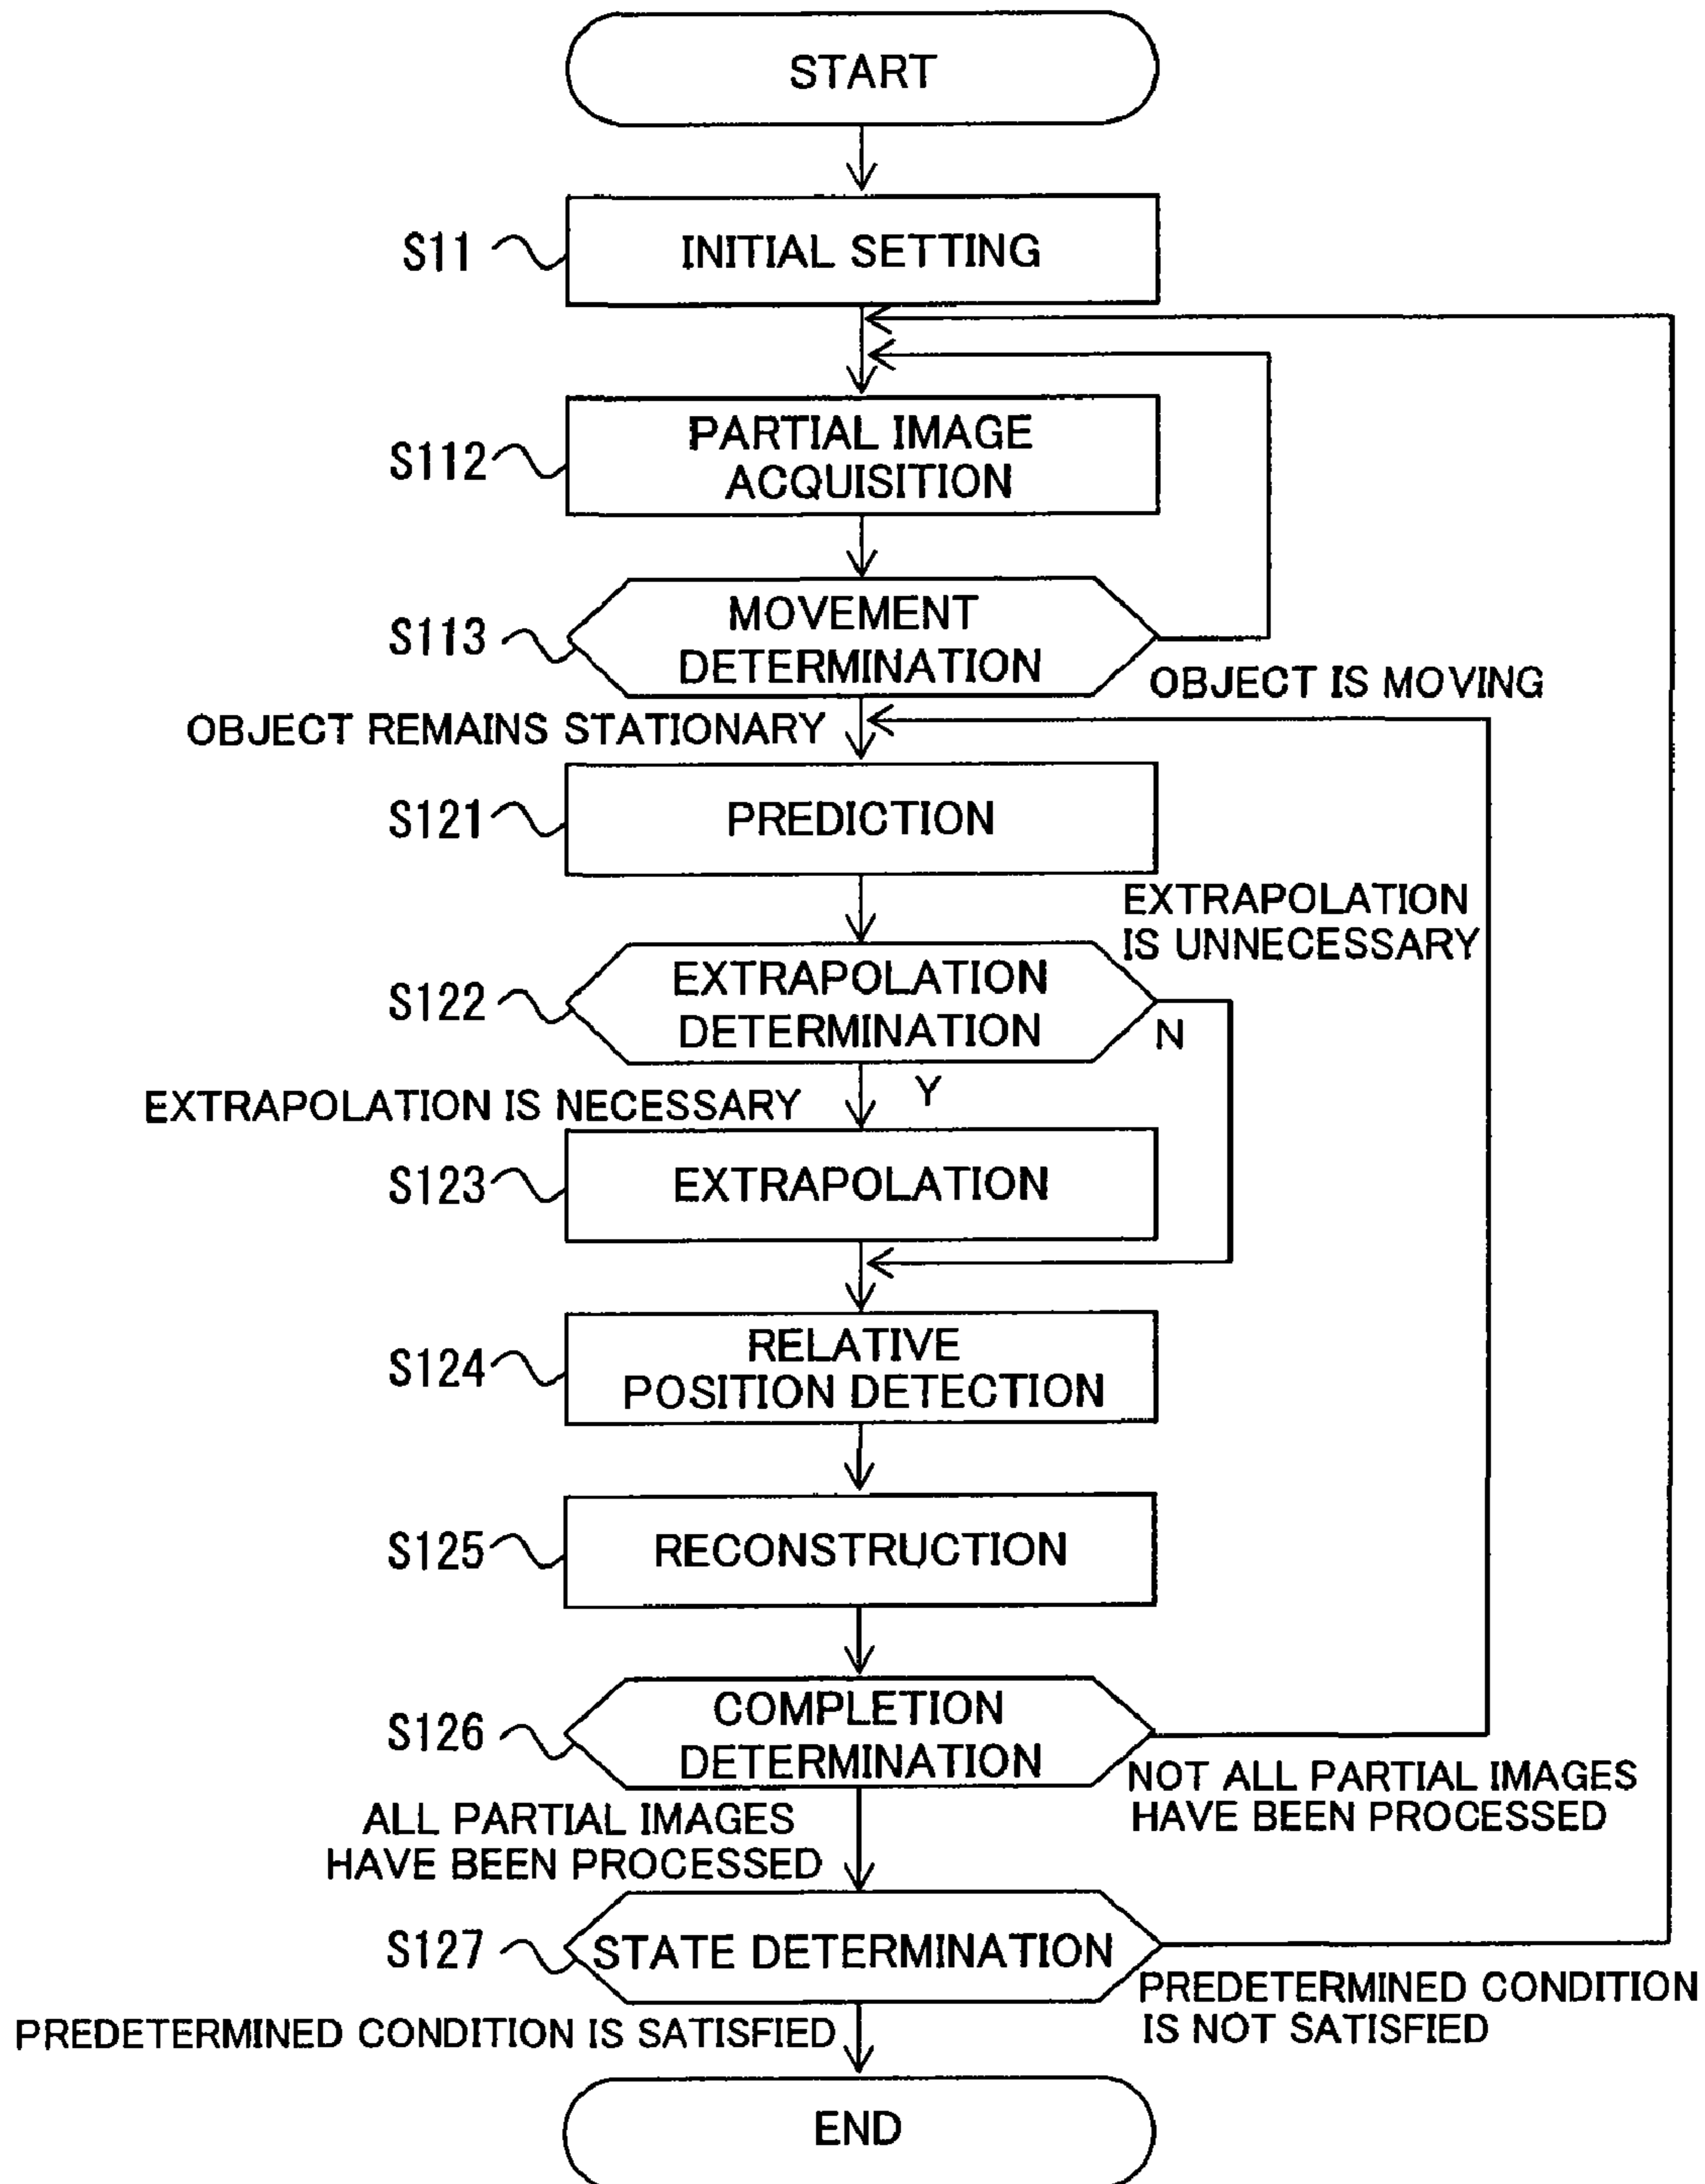 START
S11
INITIAL SETTING
S112
PARTIAL IMAGE
ACQUISITION
S113
MOVEMENT
DETERMINATION
OBJECT IS MOVING
OBJECT REMAINS STATIONARY
S121
PREDICTION
EXTRAPOLATION
IS UNNECESSARY
S122
EXTRAPOLATION
DETERMINATION
N
Y
EXTRAPOLATION IS NECESSARY
S123
EXTRAPOLATION
S124
RELATIVE
POSITION DETECTION
S125
RECONSTRUCTION
S126
COMPLETION
DETERMINATION
NOT ALL PARTIAL IMAGES
HAVE BEEN PROCESSED
ALL PARTIAL IMAGES
HAVE BEEN PROCESSED
S127
STATE DETERMINATION
PREDETERMINED CONDITION
IS NOT SATISFIED
PREDETERMINED CONDITION IS SATISFIED
END